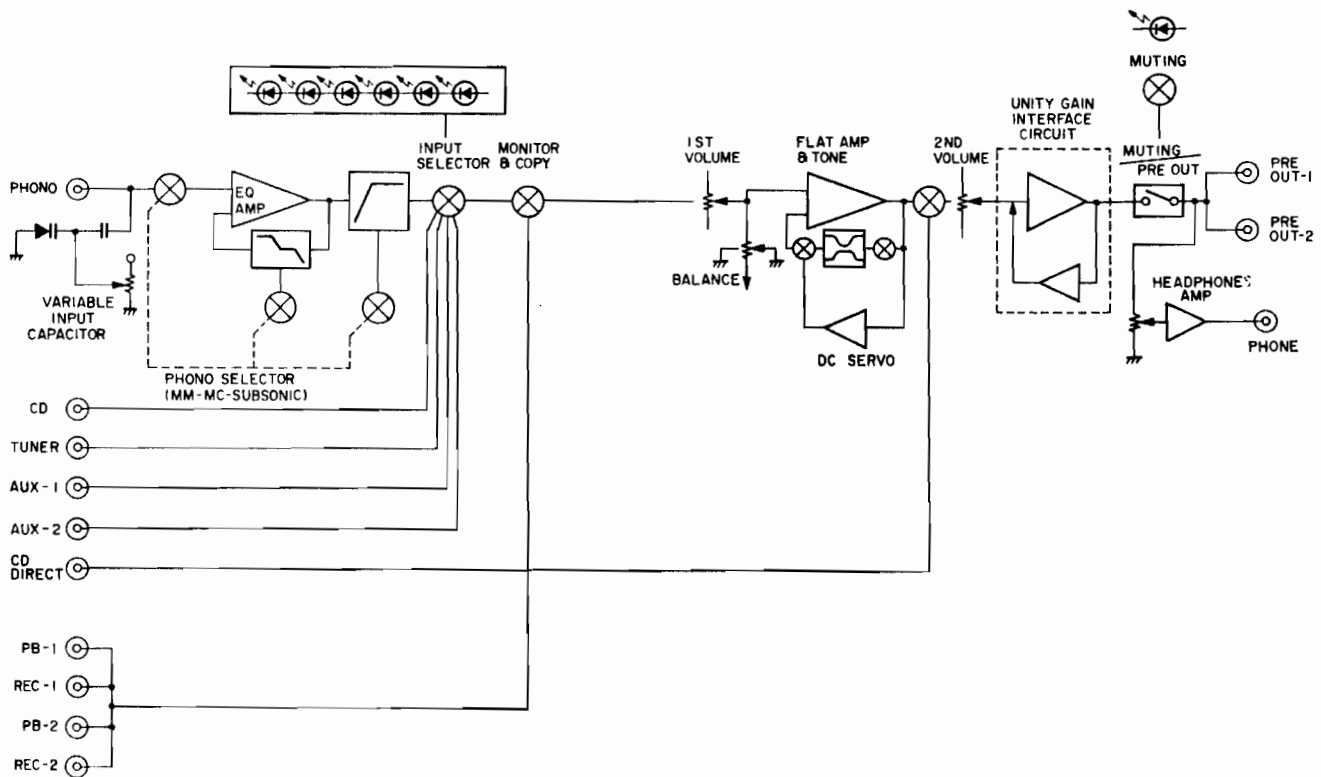 MUTING
UNITY GAIN
INTERFACE
CIRCUIT
INPUT
SELECTOR
MONITOR
& COPY
1 ST
VOLUME
FLAT AMP
& TONE
2ND
VOLUME
MUTING
PRE OUT
PRE
OUT-1
PRE
OUT-2
PHONO
EQ
AMP
VARIABLE
INPUT
CAPACITOR
BALANCE
DC SERVO
HEADPHONES
AMP
PHONE
PHONO SELECTOR
(MM-MC-SUBSONIC)
CD
TUNER
AUX-1
AUX-2
CD
DIRECT
PB-1
REC-1
PB-2
REC-2